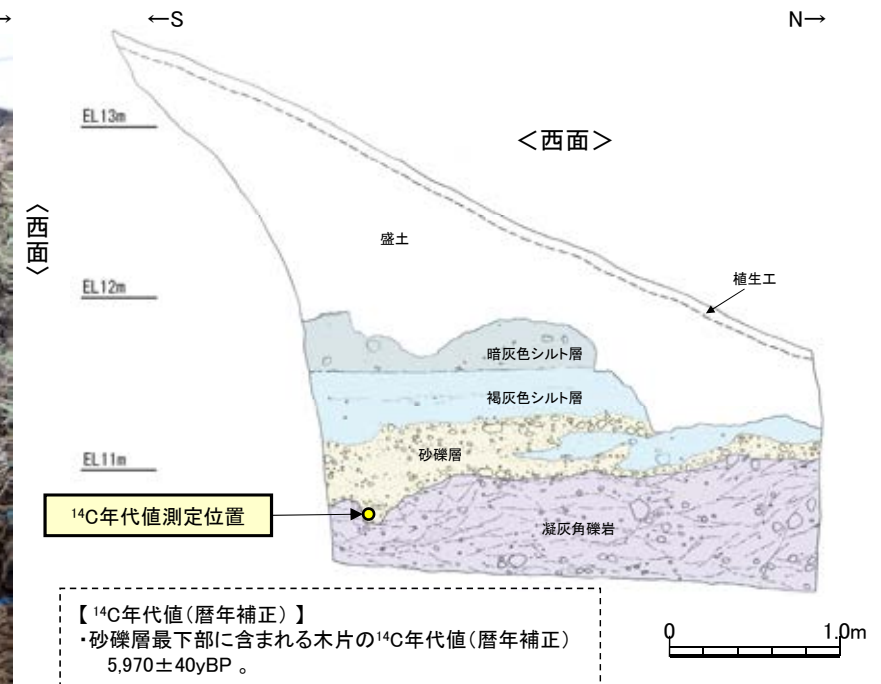 →
←S
N→
EL13m
＜西面＞
〈西面〉
盛土
植生工
EL12m
暗灰色シルト層
褐灰色シルト層
砂礫層
EL11m
¹⁴C年代値測定位置
凝灰角礫岩
【 ¹⁴C年代値（暦年補正） 】
・砂礫層最下部に含まれる木片の¹⁴C年代値（暦年補正）
5,970±40yBP 。
0 1.0m